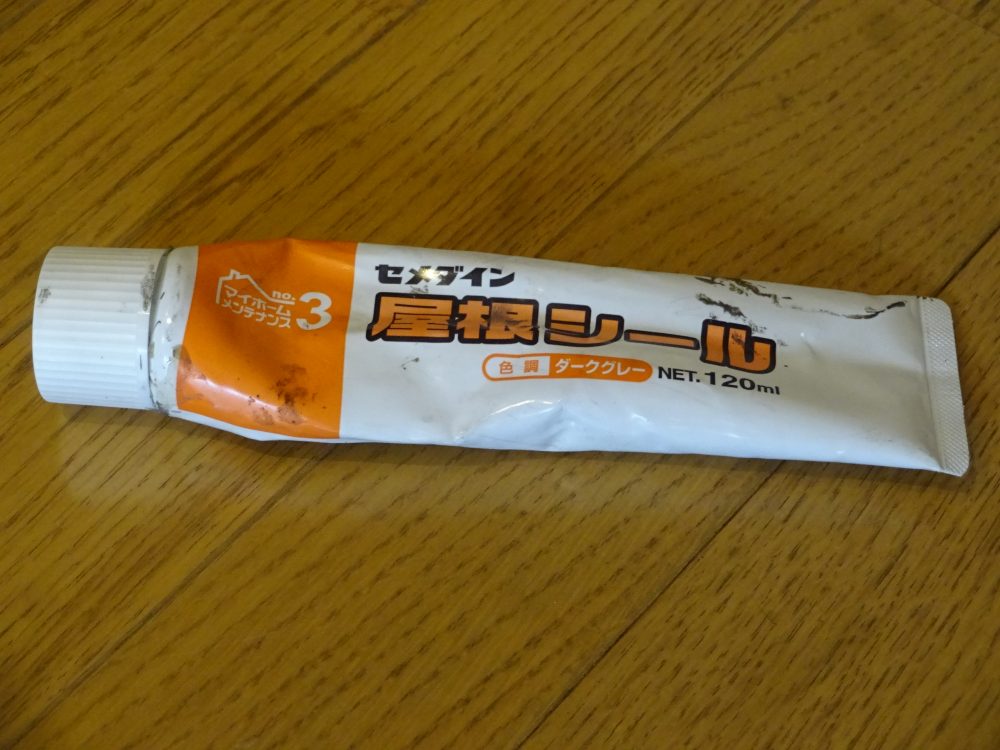 no.3
マイホーム
メンテナンス
セメダイン
屋根シール
色調 ダークグレー NET.120ml